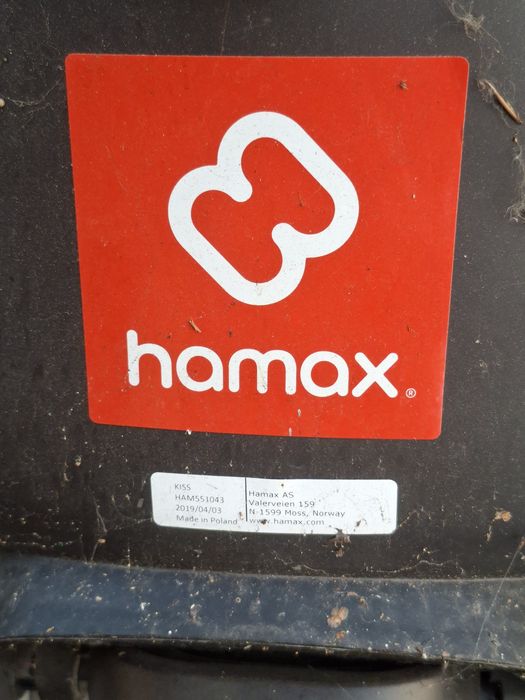 hamax®
KISS
HAM551043
2019/04/03
Made in Poland
Hamax AS
Valerveien 159
N-1599 Moss, Norway
www.hamax.com